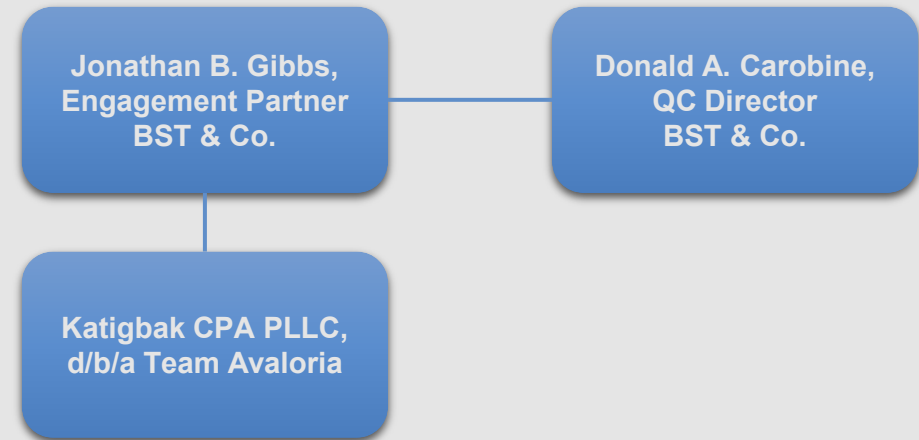 Jonathan B. Gibbs,
Engagement Partner
BST & Co.
Donald A. Carobine,
QC Director
BST & Co.
Katigbak CPA PLLC,
d/b/a Team Avaloria